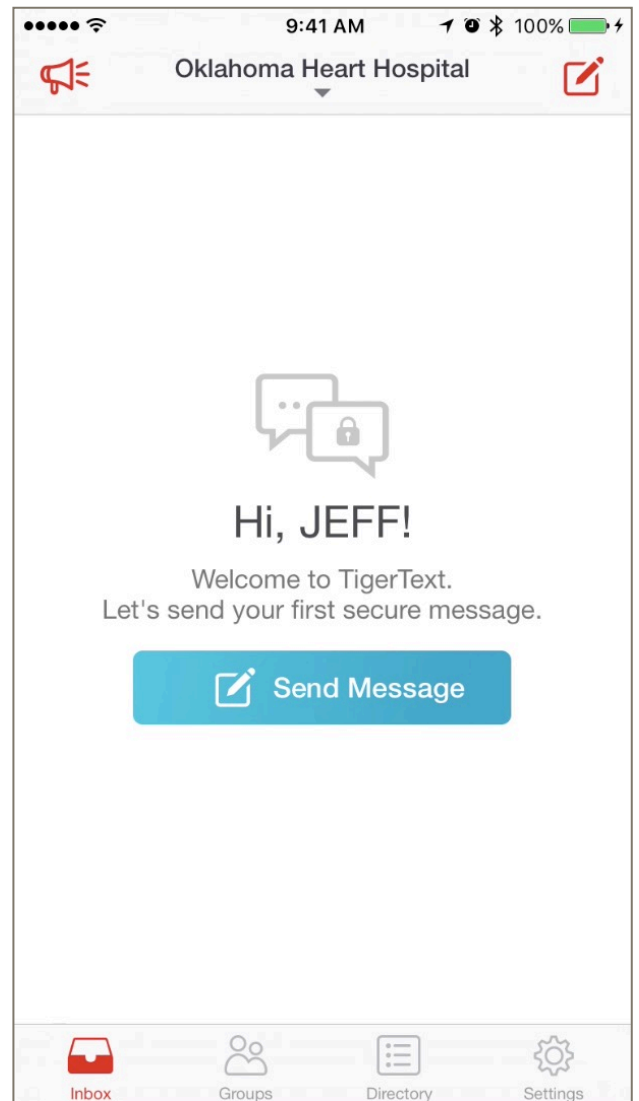 9:41 AM
100%
Oklahoma Heart Hospital
Hi, JEFF!
Welcome to TigerText.
Let's send your first secure message.
Send Message
Inbox
Groups
Directory
Settings